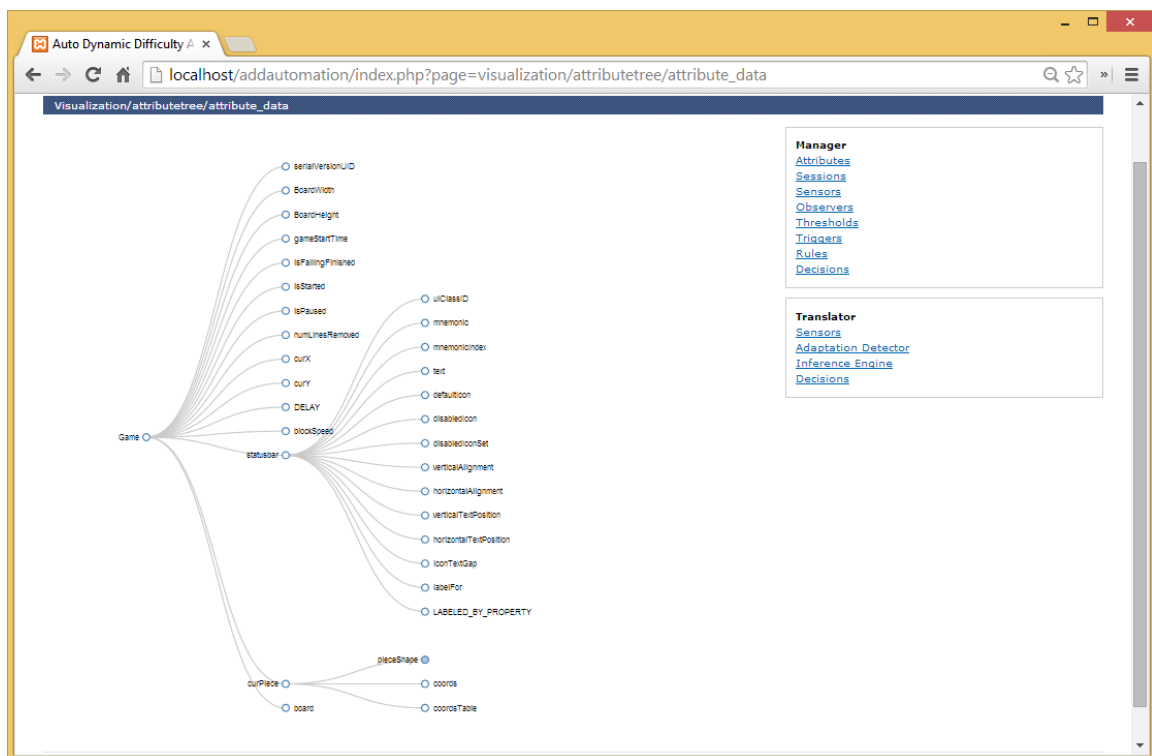 Auto Dynamic Difficulty A
localhost/addautomation/index.php?page=visualization/attributetree/attribute_data
Visualization/attributetree/attribute_data
serialVersionUID
BoardWidth
BoardHeight
gameStartTime
isFallingFinished
isStarted
isPaused
numLinesRemoved
curX
curY
DELAY
blockSpeed
Game
statusbar
uiClassID
mnemonic
mnemonicIndex
text
defaultIcon
disabledIcon
disabledIconSet
verticalAlignment
horizontalAlignment
verticalTextPosition
horizontalTextPosition
iconTextGap
labelFor
LABELED_BY_PROPERTY
curPiece
board
pieceShape
coords
coordsTable
Manager
Attributes
Sessions
Sensors
Observers
Thresholds
Triggers
Rules
Decisions
Translator
Sensors
Adaptation Detector
Inference Engine
Decisions